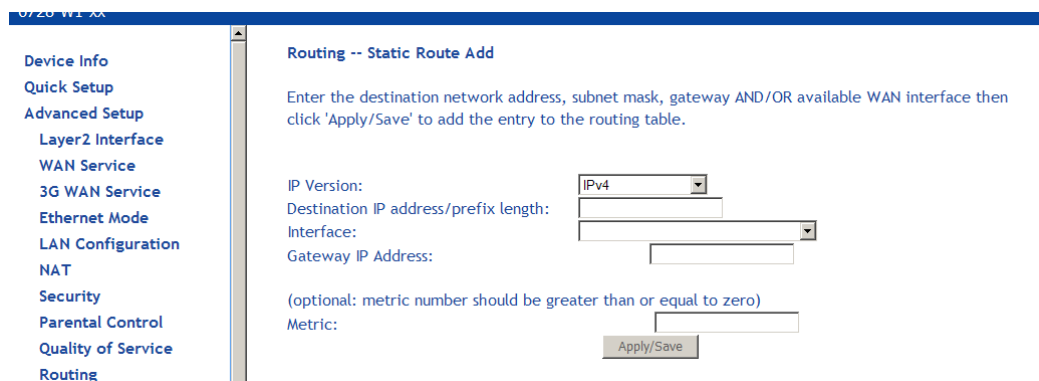 0728 W1 XX
Device Info
Quick Setup
Advanced Setup
Layer2 Interface
WAN Service
3G WAN Service
Ethernet Mode
LAN Configuration
NAT
Security
Parental Control
Quality of Service
Routing
Routing -- Static Route Add
Enter the destination network address, subnet mask, gateway AND/OR available WAN interface then
click 'Apply/Save' to add the entry to the routing table.
IP Version: IPv4
Destination IP address/prefix length:
Interface:
Gateway IP Address:
(optional: metric number should be greater than or equal to zero)
Metric:
Apply/Save